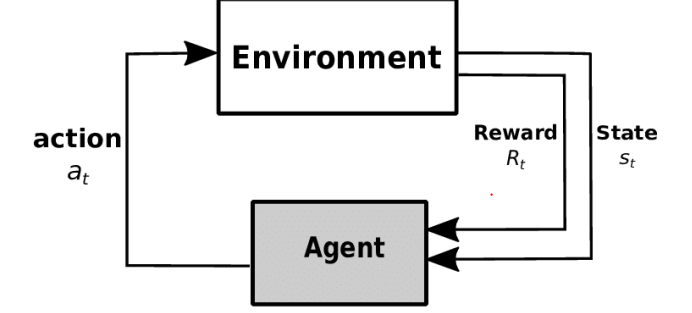 Environment
action
a_t
Reward
R_t
State
s_t
Agent